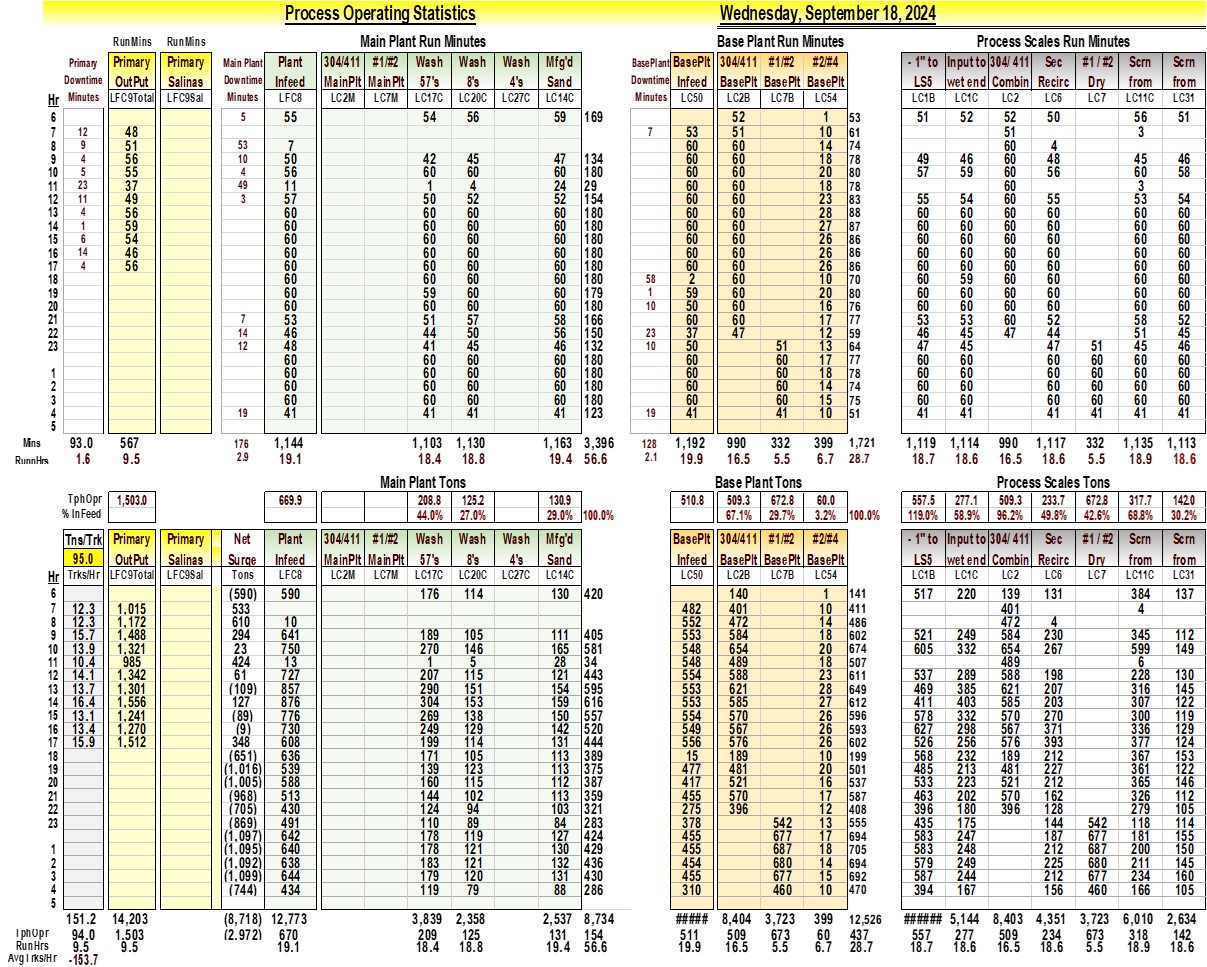 Process Operating Statistics Wednesday, September 18, 2024
RunMins RunMins Main Plant Run Minutes Base Plant Run Minutes Process Scales Run Minutes
Primary Primary Primary Main Plant Plant 304/411 #1/#2 Wash Wash Wash Mfg'd BasePlant BasePlt 304/411 #1/#2 #2/#4 - 1" to Input to 304/ 411 Sec #1 / #2 Scrn Scrn
Downtime OutPut Salinas Downtime Infeed MainPlt MainPlt 57's 8's 4's Sand Downtime Infeed BasePlt BasePlt BasePlt LS5 wet end Combin Recirc Dry from from
Hr Minutes LFC9Total LFC9Sal Minutes LFC8 LC2M LC7M LC17C LC20C LC27C LC14C Minutes LC50 LC2B LC7B LC54 LC1B LC1C LC2 LC6 LC7 LC11C LC31
6 5 55 54 56 59 169 52 1 53 51 52 52 50 56 51
7 12 48 7 53 51 10 61 51 3
8 9 51 53 7 60 60 14 74 60 4
9 4 56 10 50 42 45 47 134 60 60 18 78 49 46 60 48 45 46
10 5 55 4 56 60 60 60 180 60 60 20 80 57 59 60 56 60 58
11 23 37 49 11 1 4 24 29 60 60 18 78 60 3
12 11 49 3 57 50 52 52 154 60 60 23 83 55 54 60 55 53 54
13 4 56 60 60 60 60 180 60 60 28 88 60 60 60 60 60 60
14 1 59 60 60 60 60 180 60 60 27 87 60 60 60 60 60 60
15 6 54 60 60 60 60 180 60 60 26 86 60 60 60 60 60 60
16 14 46 60 60 60 60 180 60 60 26 86 60 60 60 60 60 60
17 4 56 60 60 60 60 180 60 60 26 86 60 60 60 60 60 60
18 60 60 60 60 180 58 2 60 10 70 60 59 60 60 60 60
19 60 59 60 60 179 1 59 60 20 80 60 60 60 60 60 60
20 60 60 60 60 180 10 50 60 16 76 60 60 60 60 60 60
21 7 53 51 57 58 166 60 60 17 77 53 53 60 52 58 52
22 14 46 44 50 56 150 23 37 47 12 59 46 45 47 44 51 45
23 12 48 41 45 46 132 10 50 51 13 64 47 45 47 51 45 46
60 60 60 60 180 60 60 17 77 60 60 60 60 60 60
1 60 60 60 60 180 60 60 18 78 60 60 60 60 60 60
2 60 60 60 60 180 60 60 14 74 60 60 60 60 60 60
3 60 60 60 60 180 60 60 15 75 60 60 60 60 60 60
4 19 41 41 41 41 123 19 41 41 10 51 41 41 41 41 41 41
5
Mins 93.0 567 176 1,144 1,103 1,130 1,163 3,396 128 1,192 990 332 399 1,721 1,119 1,114 990 1,117 332 1,135 1,113
RunnHrs 1.6 9.5 2.9 19.1 18.4 18.8 19.4 56.6 2.1 19.9 16.5 5.5 6.7 28.7 18.7 18.6 16.5 18.6 5.5 18.9 18.6
Main Plant Tons Base Plant Tons Process Scales Tons
TphOpr 1,503.0 669.9 208.8 125.2 130.9 510.8 509.3 672.8 60.0 557.5 277.1 509.3 233.7 672.8 317.7 142.0
% InFeed 44.0% 27.0% 29.0% 100.0% 67.1% 29.7% 3.2% 100.0% 119.0% 58.9% 96.2% 49.8% 42.6% 68.8% 30.2%
Tns/Trk Primary Primary Net Plant 304/411 #1/#2 Wash Wash Wash Mfg'd BasePlt 304/411 #1/#2 #2/#4 - 1" to Input to 304/ 411 Sec #1 / #2 Scrn Scrn
95.0 OutPut Salinas Surge Infeed MainPlt MainPlt 57's 8's 4's Sand Infeed BasePlt BasePlt BasePlt LS5 wet end Combin Recirc Dry from from
Hr Trks/Hr LFC9Total LFC9Sal Tons LFC8 LC2M LC7M LC17C LC20C LC27C LC14C LC50 LC2B LC7B LC54 LC1B LC1C LC2 LC6 LC7 LC11C LC31
6 (590) 590 176 114 130 420 140 1 141 517 220 139 131 384 137
7 12.3 1,015 533 482 401 10 411 401 4
8 12.3 1,172 610 10 552 472 14 486 472 4
9 15.7 1,488 294 641 189 105 111 405 553 584 18 602 521 249 584 230 345 112
10 13.9 1,321 23 750 270 146 165 581 548 654 20 674 605 332 654 267 599 149
11 10.4 985 424 13 1 5 28 34 548 489 18 507 489 6
12 14.1 1,342 61 727 207 115 121 443 554 588 23 611 537 289 588 198 228 130
13 13.7 1,301 (109) 857 290 151 154 595 553 621 28 649 469 385 621 207 316 145
14 16.4 1,556 127 876 304 153 159 616 553 585 27 612 411 403 585 203 307 122
15 13.1 1,241 (89) 776 269 138 150 557 554 570 26 596 578 332 570 270 300 119
16 13.4 1,270 (9) 730 249 129 142 520 549 567 26 593 627 298 567 371 336 129
17 15.9 1,512 348 608 199 114 131 444 556 576 26 602 526 256 576 393 377 124
18 (651) 636 171 105 113 389 15 189 10 199 568 232 189 212 367 153
19 (1,016) 539 139 123 113 375 477 481 20 501 485 213 481 227 361 122
20 (1,005) 588 160 115 112 387 417 521 16 537 533 223 521 212 365 146
21 (968) 513 144 102 113 359 455 570 17 587 463 202 570 162 326 112
22 (705) 430 124 94 103 321 275 396 12 408 396 180 396 128 279 105
23 (869) 491 110 89 84 283 378 542 13 555 435 175 144 542 118 114
(1,097) 642 178 119 127 424 455 677 17 694 583 247 187 677 181 155
1 (1,095) 640 178 121 130 429 455 687 18 705 583 248 212 687 200 150
2 (1,092) 638 183 121 132 436 454 680 14 694 579 249 225 680 211 145
3 (1,099) 644 179 120 131 430 455 677 15 692 587 244 212 677 234 160
4 (744) 434 119 79 88 286 310 460 10 470 394 167 156 460 166 105
5
151.2 14,203 (8,718) 12,773 3,839 2,358 2,537 8,734 ##### 8,404 3,723 399 12,526 ###### 5,144 8,403 4,351 3,723 6,010 2,634
TphOpr 94.0 1,503 (2,972) 670 209 125 131 154 511 509 673 60 437 557 277 509 234 673 318 142
RunHrs 9.5 9.5 19.1 18.4 18.8 19.4 56.6 19.9 16.5 5.5 6.7 28.7 18.7 18.6 16.5 18.6 5.5 18.9 18.6
AvgTrks/Hr -153.7